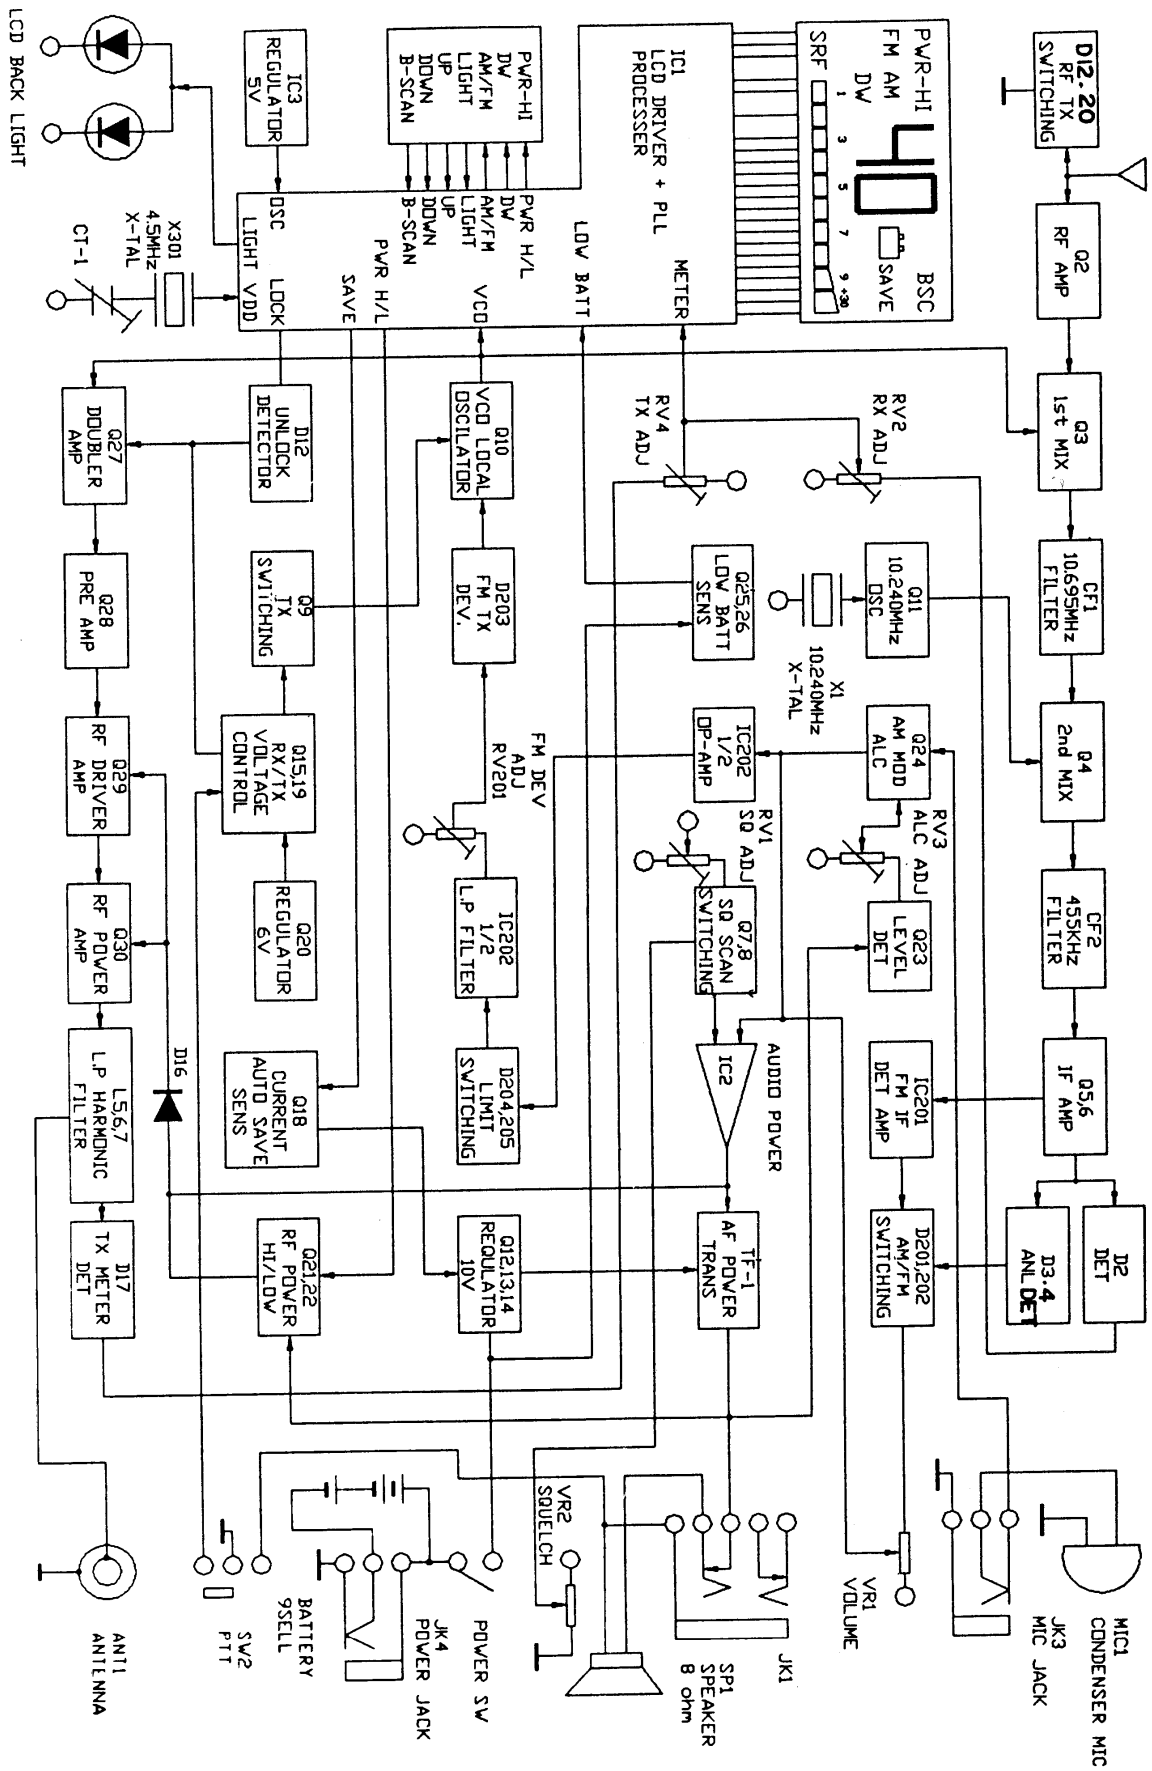 PWR-HI
BSC
FM AM
DW
SAVE
SRF
1
3
5
7
9
+30
D12.20
RF TX
SWITCHING
Q2
RF AMP
Q3
1st MIX
CF1
10.695MHz
FILTER
Q4
2nd MIX
CF2
455KHz
FILTER
Q5,6
IF AMP
D2
DET
D3.4
ANL DET
IC1
LCD DRIVER + PLL
PROCESSER
METER
LOW BATT
PWR-HI
DW
AM/FM
LIGHT
UP
DOWN
B-SCAN
PWR H/L
DW
AM/FM
LIGHT
UP
DOWN
B-SCAN
VCO
PWR H/L
SAVE
OSC
LOCK
LIGHT VDD
IC3
REGULATOR
5V
LCD BACK LIGHT
X301
4.5MHz
X-TAL
CT-1
RV2
RX ADJ
RV4
TX ADJ
Q11
10.240MHz
OSC
X1
10.240MHz
X-TAL
Q24
AM MOD
ALC
RV3
ALC ADJ
Q23
LEVEL
DET
IC201
FM IF
DET AMP
D201,202
AM/FM
SWITCHING
Q25,26
LOW BATT
SENS
IC202
1/2
OP-AMP
RV1
SQ ADJ
Q7,8
SQ SCAN
SWITCHING
AUDIO POWER
IC2
TF-1
AF POWER
TRANS
Q10
VCO LOCAL
OSCILATOR
D203
FM TX
DEV.
FM DEV
ADJ
RV201
IC202
1/2
L.P FILTER
D204,205
LIMIT
SWITCHING
Q12,13,14
REQULATOR
10V
D12
UNLOCK
DETECTOR
Q9
TX
SWITCHING
Q15,19
RX/TX
VOLTAGE
CONTROL
Q20
REGULATOR
6V
Q18
CURRENT
AUTO SAVE
SENS
Q21,22
RF POWER
HI/LOW
D16
Q27
DOUBLER
AMP
Q28
PRE AMP
Q29
RF DRIVER
AMP
Q30
RF POWER
AMP
L5,6,7
L.P HARMONIC
FILTER
D17
TX METER
DET
MIC1
CONDENSER MIC
JK3
MIC JACK
VR1
VOLUME
JK1
SP1
SPEAKER
8 ohm
VR2
SQUELCH
POWER SW
JK4
POWER JACK
BATTERY
9SELL
SW2
PTT
ANT1
ANTENNA